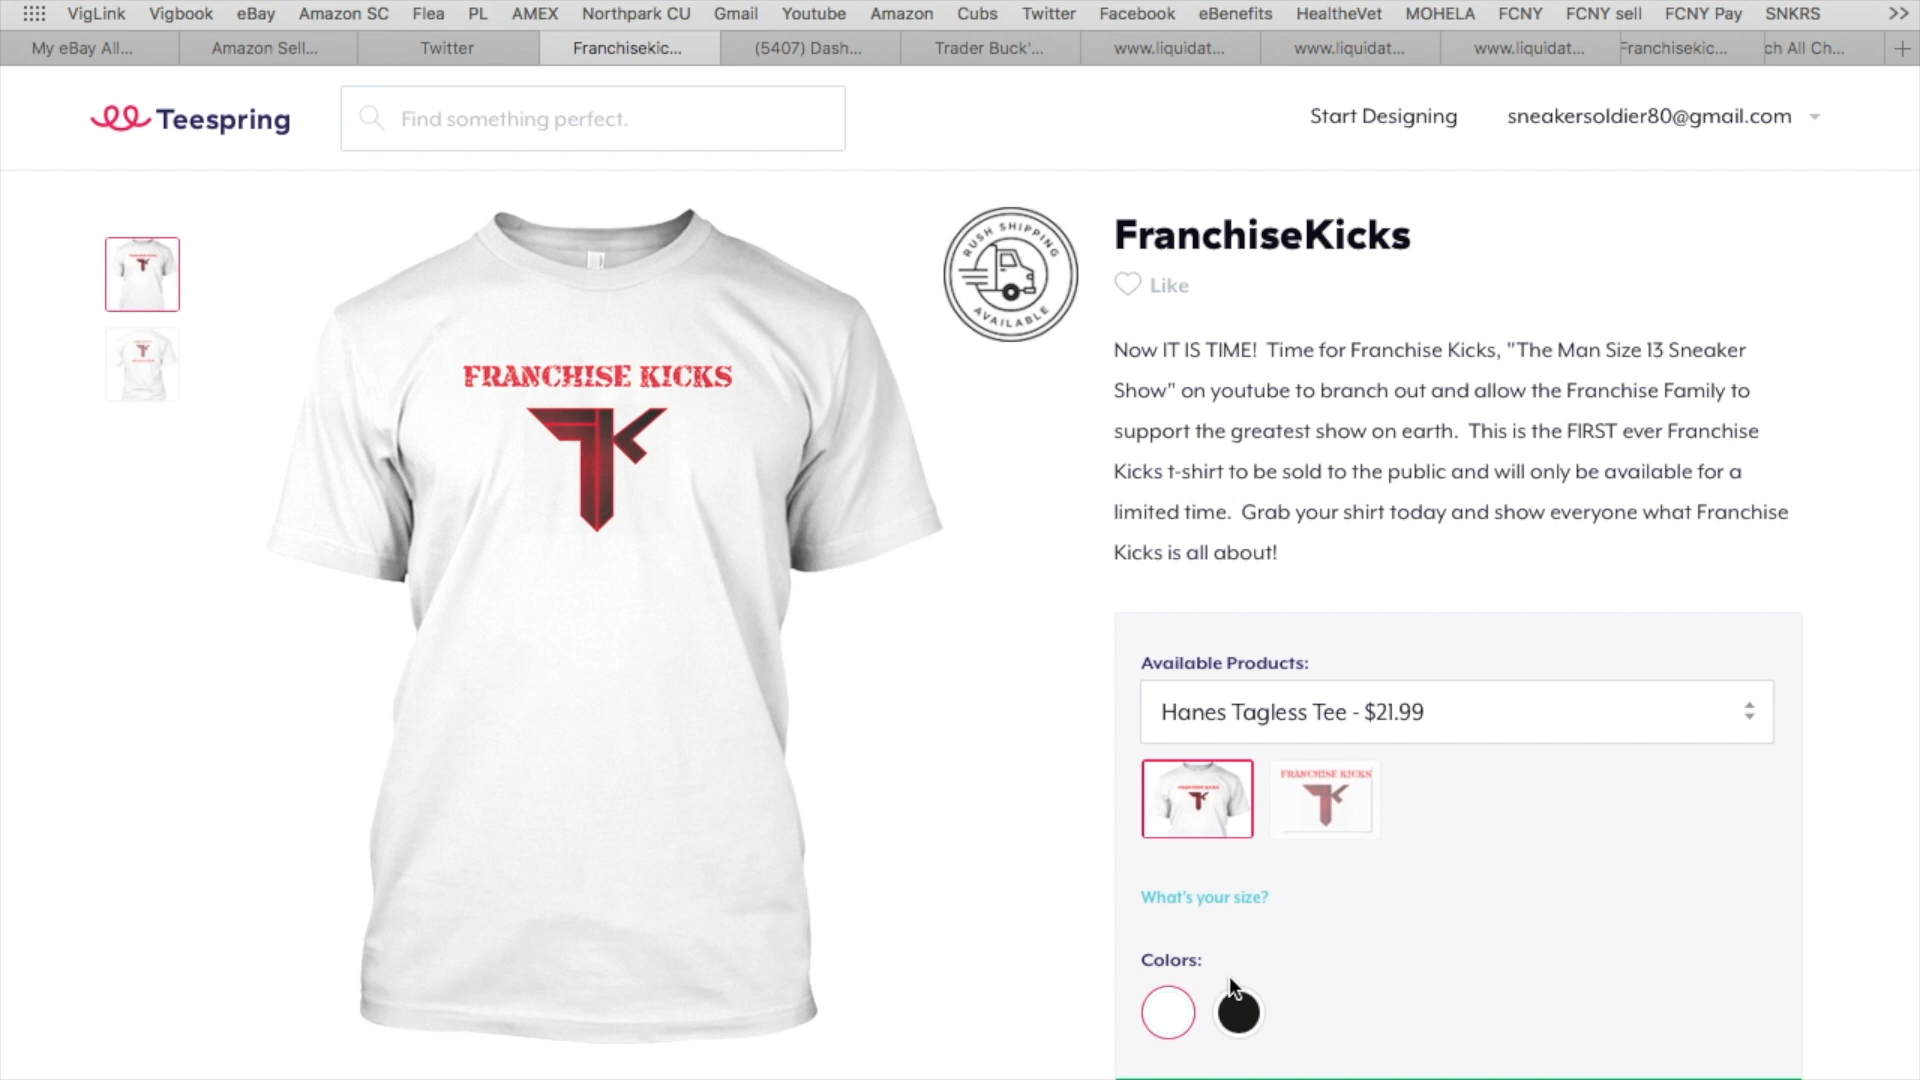 VigLink Vigbook eBay Amazon SC Flea PL AMEX Northpark CU Gmail Youtube Amazon Cubs Twitter Facebook eBenefits HealtheVet MOHELA FCNY FCNY sell FCNY Pay SNKRS >>
My eBay All... Amazon Sell... Twitter Franchisekic... (5407) Dash... Trader Buck'... www.liquidat... www.liquidat... www.liquidat... Franchisekic... ch All Ch... +
Teespring Find something perfect. Start Designing sneakersoldier80@gmail.com
RUSH SHIPPING
AVAILABLE
FRANCHISE KICKS
FranchiseKicks
Like
Now IT IS TIME! Time for Franchise Kicks, "The Man Size 13 Sneaker
Show" on youtube to branch out and allow the Franchise Family to
support the greatest show on earth. This is the FIRST ever Franchise
Kicks t-shirt to be sold to the public and will only be available for a
limited time. Grab your shirt today and show everyone what Franchise
Kicks is all about!
Available Products:
Hanes Tagless Tee - $21.99
FRANCHISE KICKS
FRANCHISE KICKS
What's your size?
Colors: